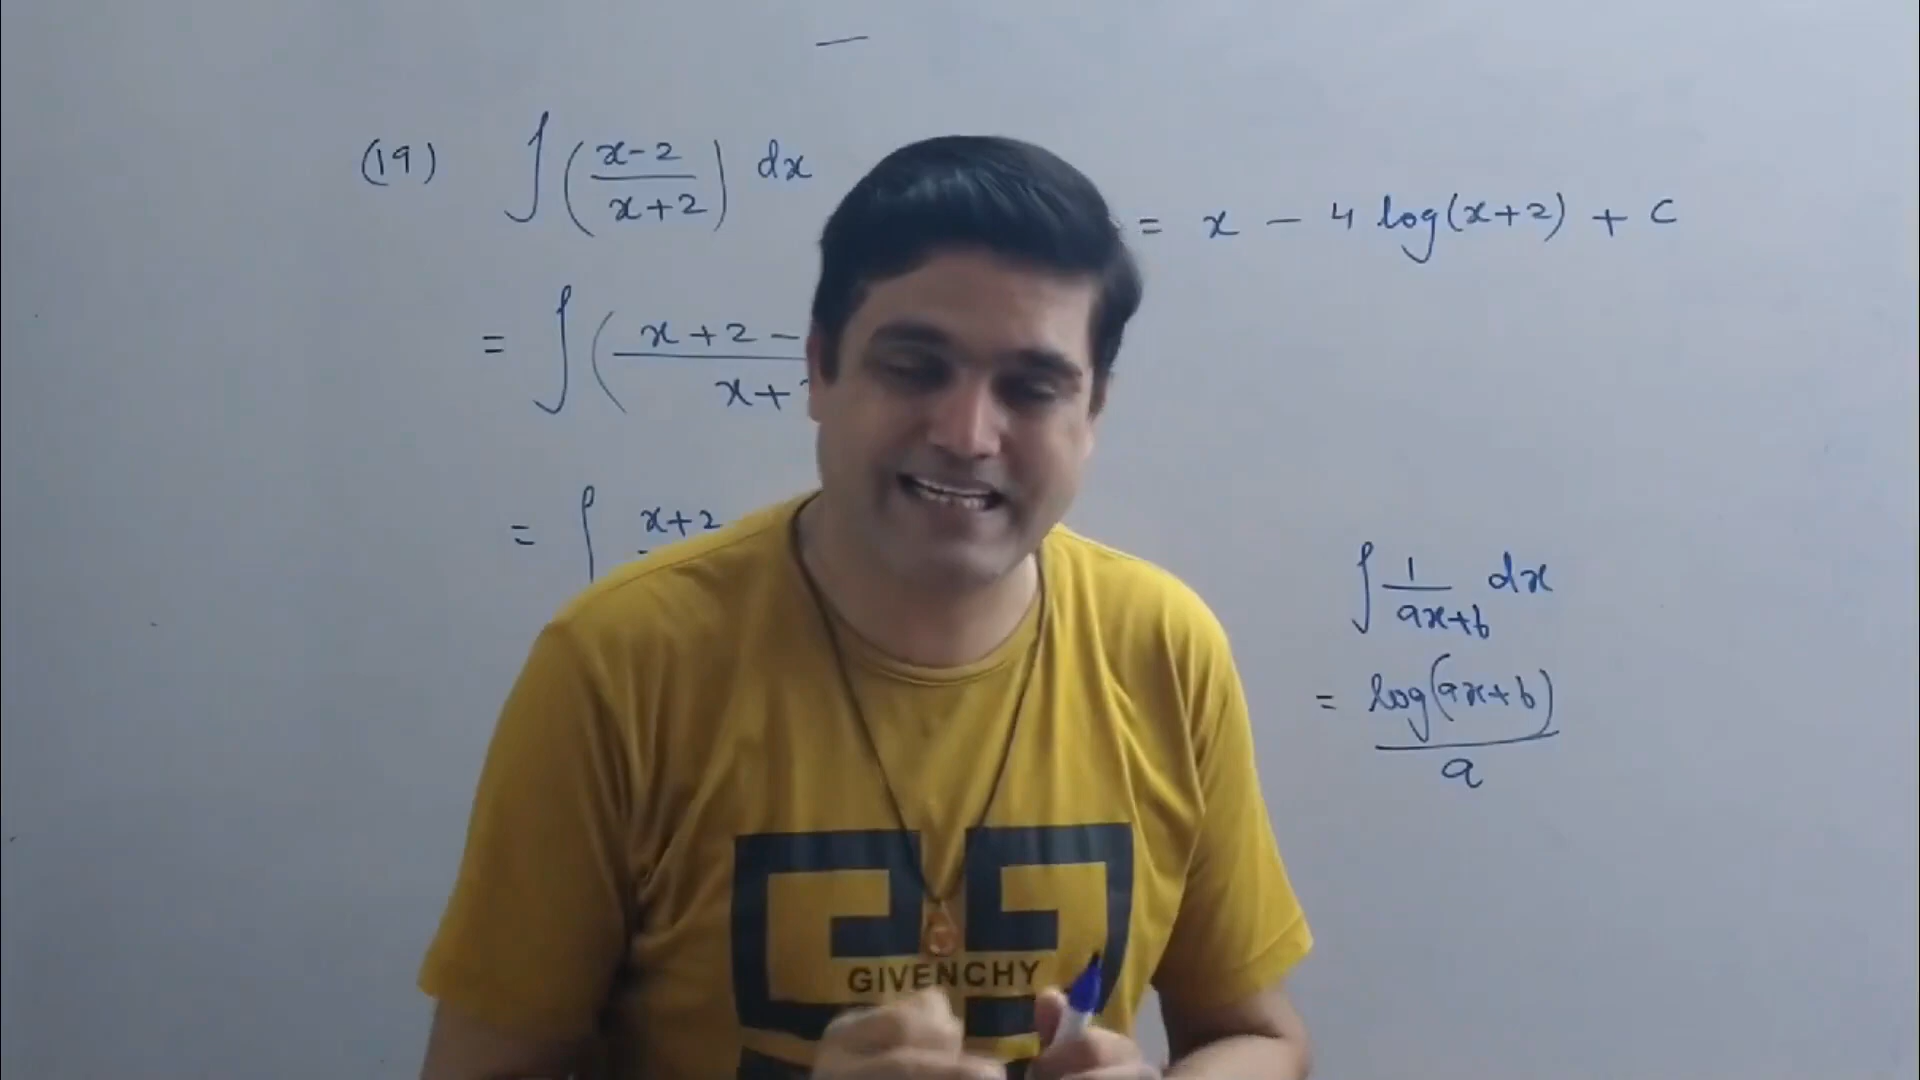 (19) ∫ (x-2 / x+2) dx
= ∫ ( x+2 - / x+
= ∫ x+2
= x - 4 log(x+2) + c
∫ 1 / ax+b dx
= log(ax+b) / a
GIVENCHY